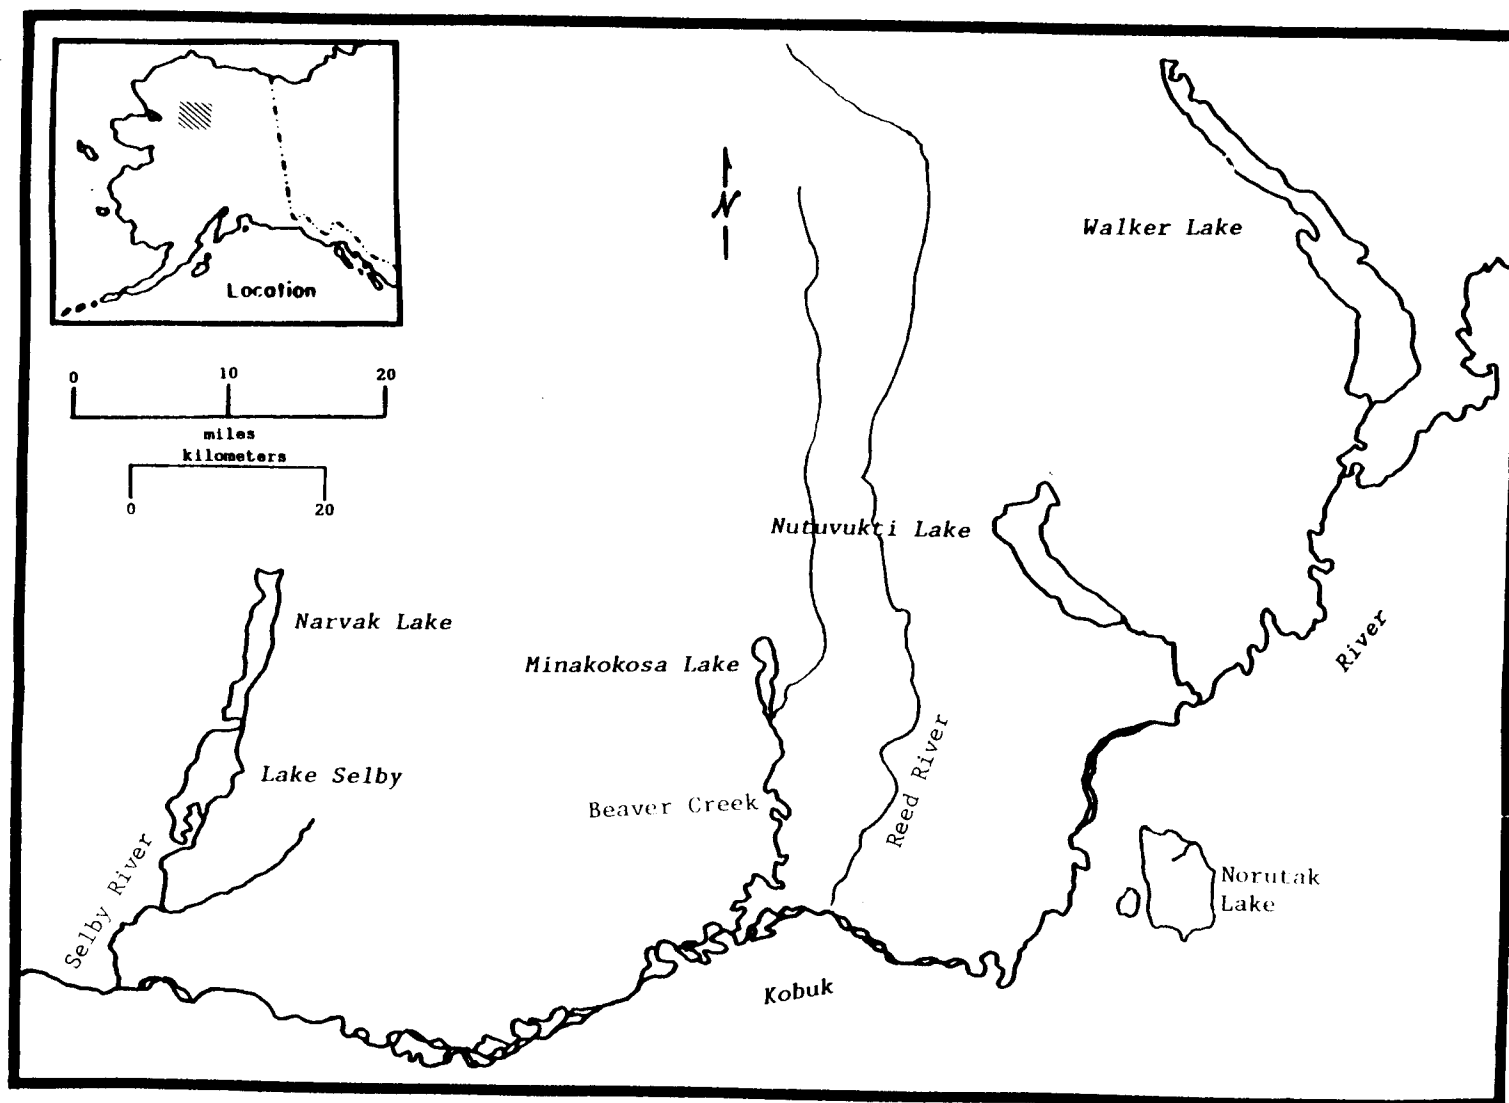 N
Location
0 10 20
miles
kilometers
0 20
Walker Lake
Nutuvukti Lake
Narvak Lake
Minakokosa Lake
Lake Selby
Beaver Creek
Reed River
River
Selby River
Norutak
Lake
Kobuk